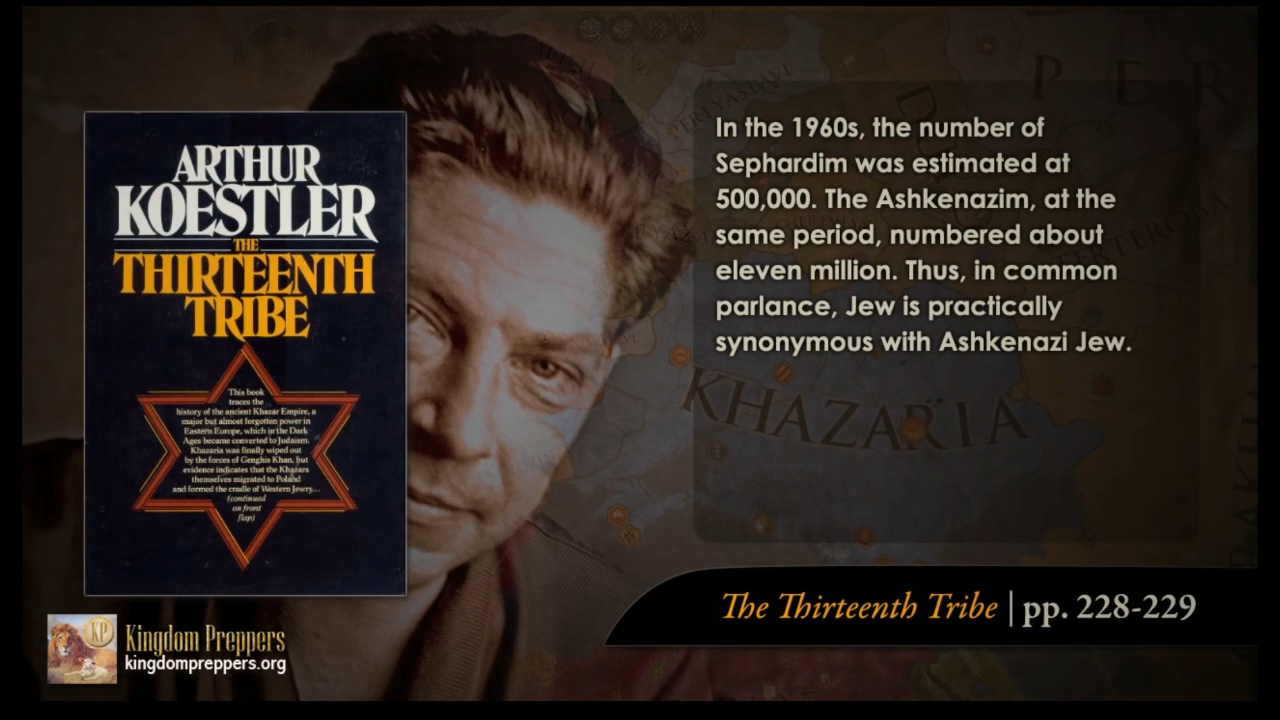 ARTHUR
KOESTLER
THE
THIRTEENTH
TRIBE
This book
traces the
history of the ancient Khazar Empire, a
major but almost forgotten power in
Eastern Europe, which in the Dark
Ages became converted to Judaism.
Khazaria was finally wiped out
by the forces of Genghis Khan, but
evidence indicates that the Khazars
themselves migrated to Poland
and formed the cradle of Western Jewry...
(continued
on front
flap)
In the 1960s, the number of
Sephardim was estimated at
500,000. The Ashkenazim, at the
same period, numbered about
eleven million. Thus, in common
parlance, Jew is practically
synonymous with Ashkenazi Jew.
PEREYASLAVL
P E R
KHAZARIA
The Thirteenth Tribe | pp. 228-229
KP
Kingdom Preppers
kingdompreppers.org